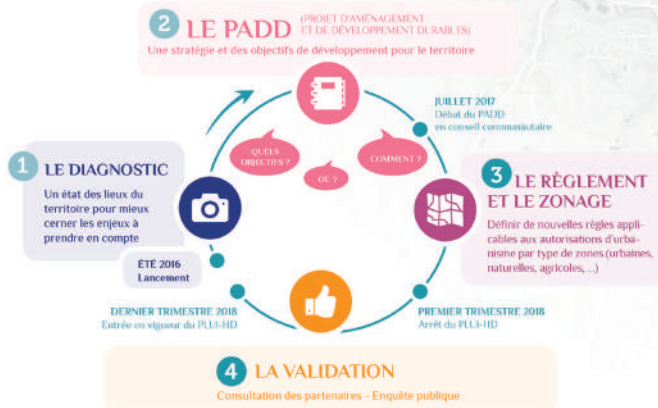 2 LE PADD (PROJET D'AMÉNAGEMENT
ET DE DÉVELOPPEMENT DURABLES)
Une stratégie et des objectifs de développement pour le territoire
JUILLET 2017
Débat du PADD
en conseil communautaire
QUELS
OBJECTIFS ?
OÙ ?
COMMENT ?
1 LE DIAGNOSTIC
Un état des lieux du
territoire pour mieux
cerner les enjeux à
prendre en compte
ÉTÉ 2016
Lancement
3 LE RÈGLEMENT
ET LE ZONAGE
Définir de nouvelles règles appli-
cables aux autorisations d'urba-
nisme par type de zones (urbaines,
naturelles, agricoles, ...)
DERNIER TRIMESTRE 2018
Entrée en vigueur du PLUi-HD
PREMIER TRIMESTRE 2018
Arrêt du PLUi-HD
4 LA VALIDATION
Consultation des partenaires - Enquête publique